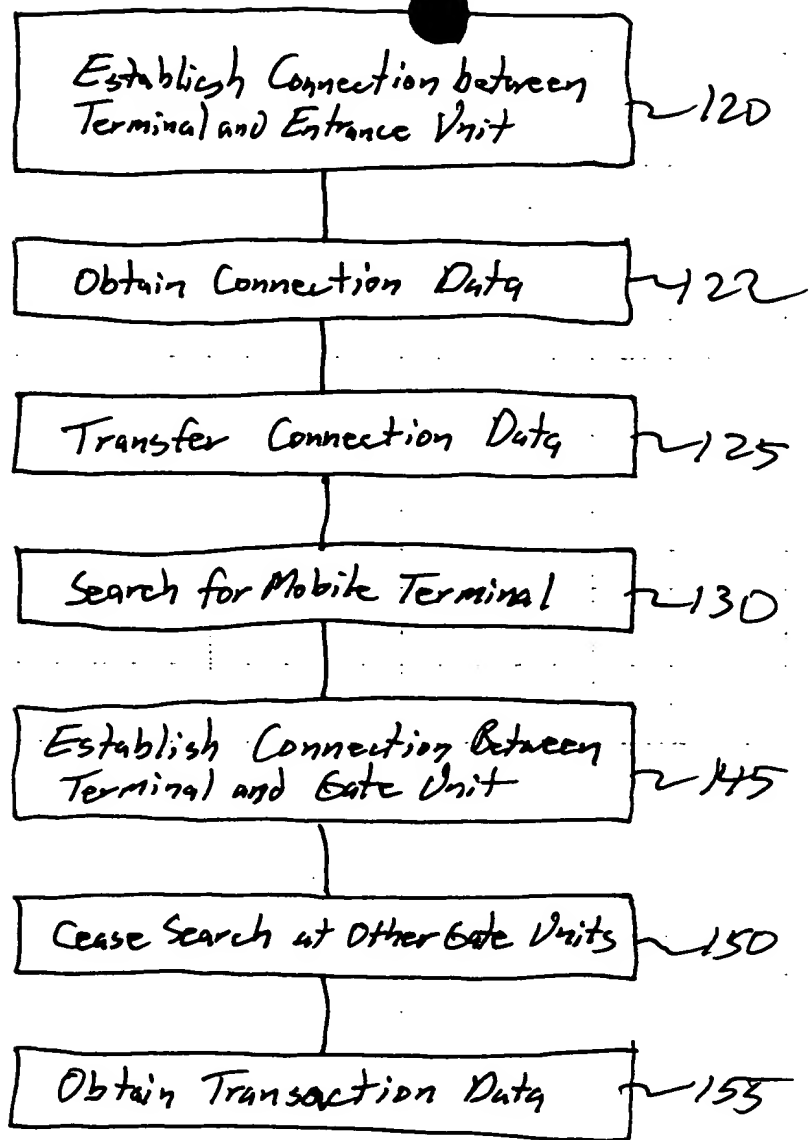 Establish Connection between
Terminal and Entrance Unit
120
Obtain Connection Data
122
Transfer Connection Data
125
Search for Mobile Terminal
130
Establish Connection Between
Terminal and Gate Unit
145
Cease Search at Other Gate Units
150
Obtain Transaction Data
155